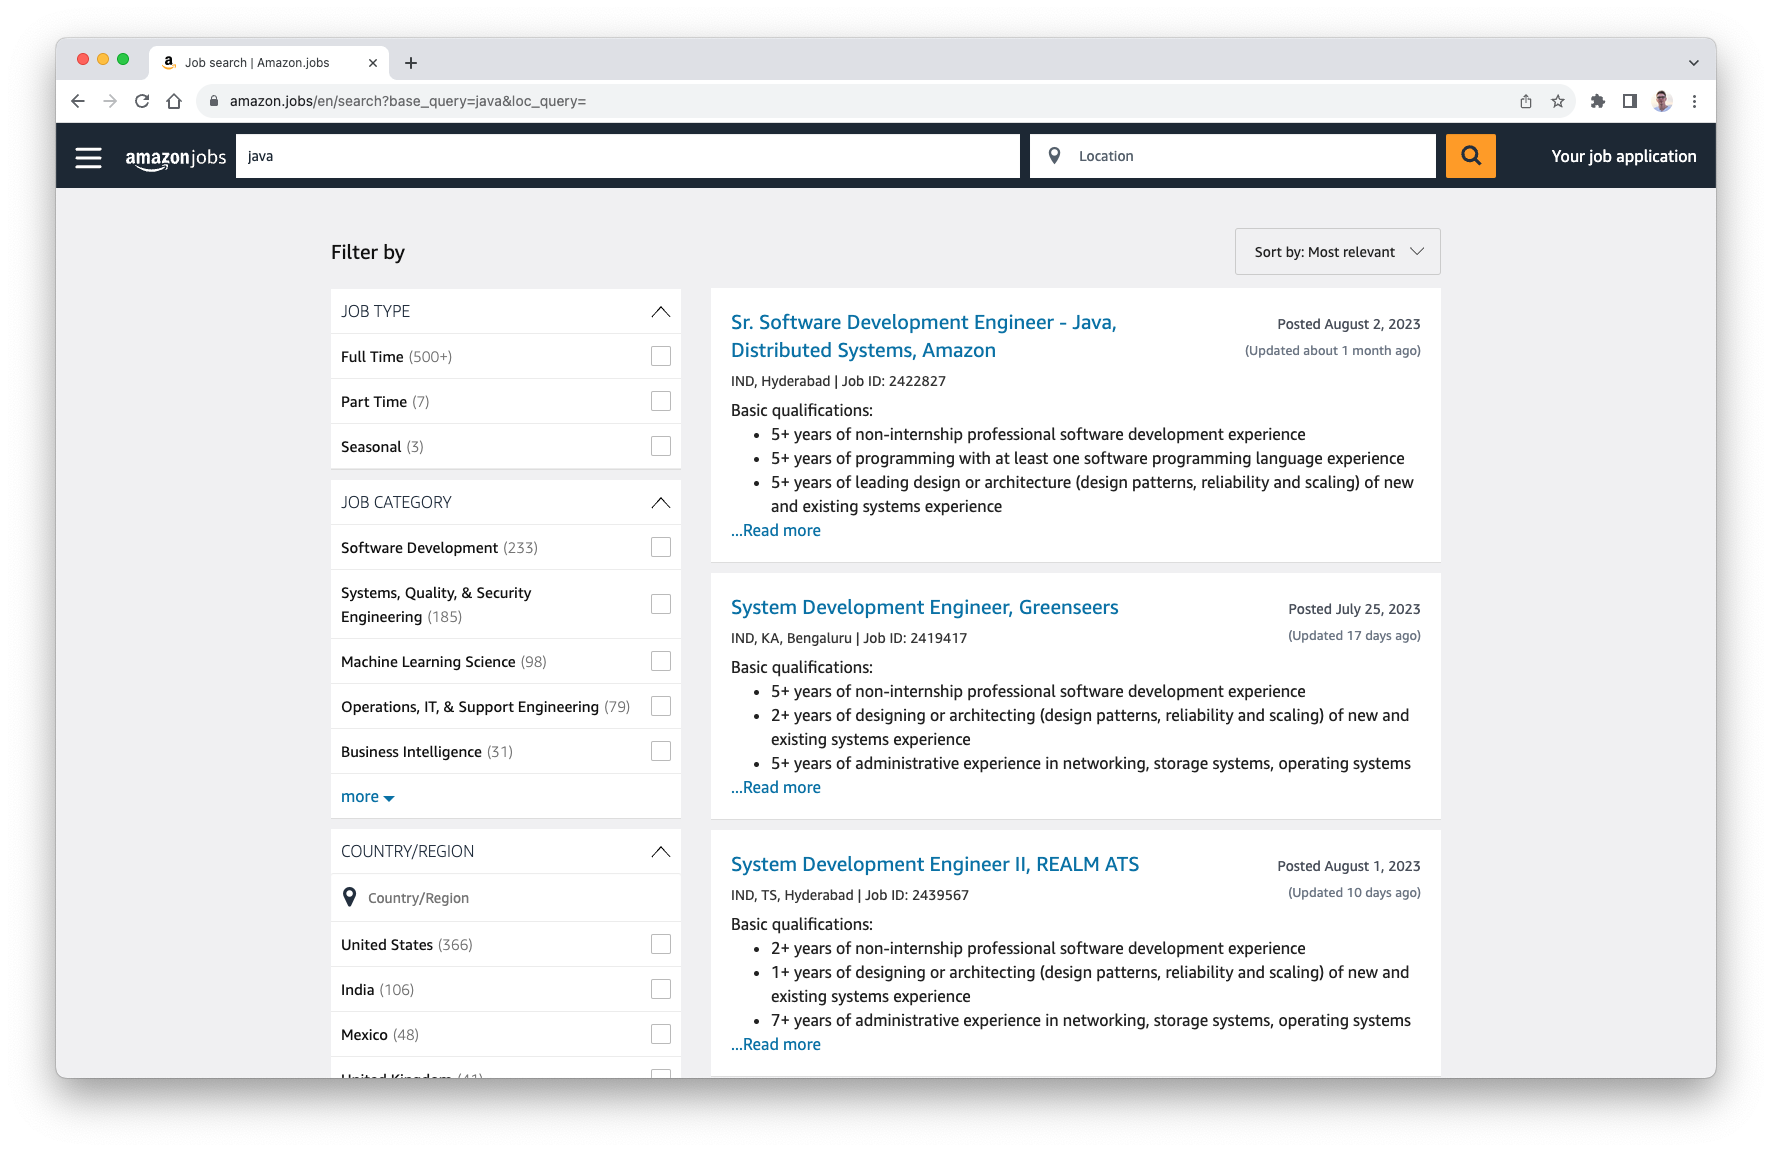 Job search | Amazon.jobs
amazon.jobs/en/search?base_query=java&loc_query=
amazonjobs
java
Location
Your job application
Filter by
Sort by: Most relevant
JOB TYPE
Full Time (500+)
Part Time (7)
Seasonal (3)
JOB CATEGORY
Software Development (233)
Systems, Quality, & Security
Engineering (185)
Machine Learning Science (98)
Operations, IT, & Support Engineering (79)
Business Intelligence (31)
more
COUNTRY/REGION
Country/Region
United States (366)
India (106)
Mexico (48)
United Kingdom (41)
Sr. Software Development Engineer - Java,
Distributed Systems, Amazon
Posted August 2, 2023
(Updated about 1 month ago)
IND, Hyderabad | Job ID: 2422827
Basic qualifications:
• 5+ years of non-internship professional software development experience
• 5+ years of programming with at least one software programming language experience
• 5+ years of leading design or architecture (design patterns, reliability and scaling) of new
and existing systems experience
...Read more
System Development Engineer, Greenseers
Posted July 25, 2023
(Updated 17 days ago)
IND, KA, Bengaluru | Job ID: 2419417
Basic qualifications:
• 5+ years of non-internship professional software development experience
• 2+ years of designing or architecting (design patterns, reliability and scaling) of new and
existing systems experience
• 5+ years of administrative experience in networking, storage systems, operating systems
...Read more
System Development Engineer II, REALM ATS
Posted August 1, 2023
(Updated 10 days ago)
IND, TS, Hyderabad | Job ID: 2439567
Basic qualifications:
• 2+ years of non-internship professional software development experience
• 1+ years of designing or architecting (design patterns, reliability and scaling) of new and
existing systems experience
• 7+ years of administrative experience in networking, storage systems, operating systems
...Read more